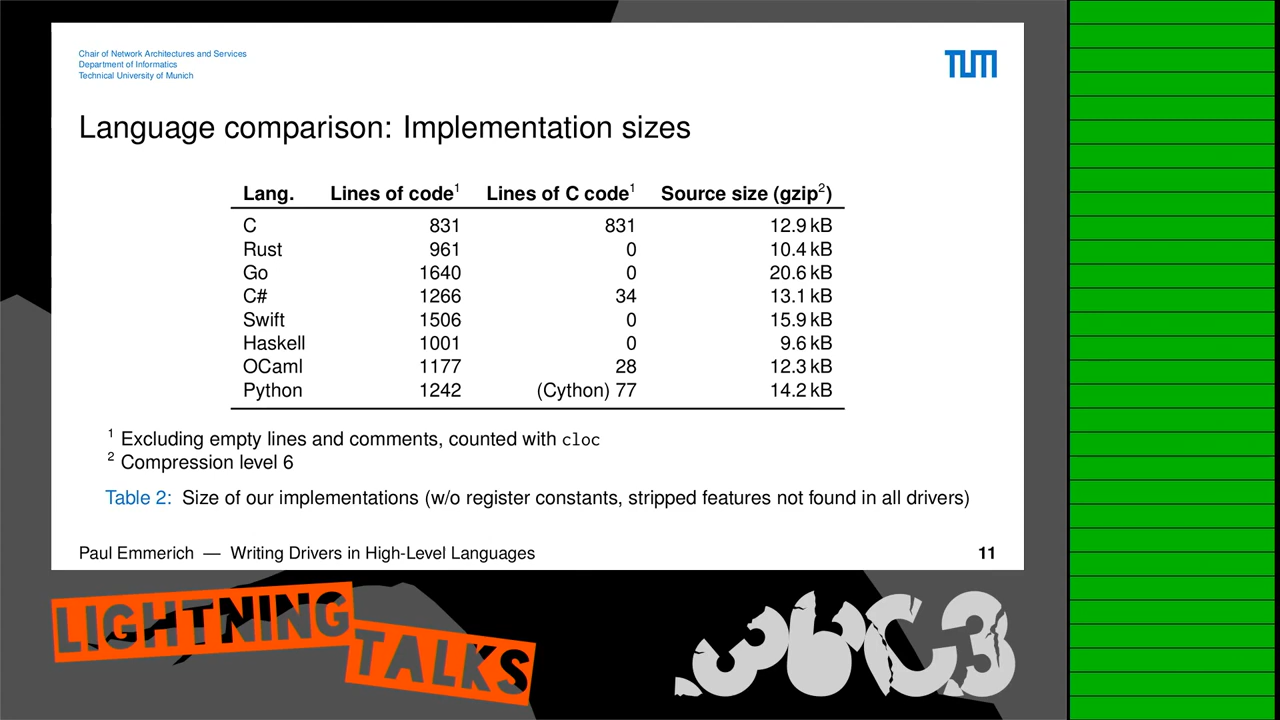 Chair of Network Architectures and Services
Department of Informatics
Technical University of Munich
TUM
Language comparison: Implementation sizes
Lang. Lines of code1 Lines of C code1 Source size (gzip2)
C 831 831 12.9 kB
Rust 961 0 10.4 kB
Go 1640 0 20.6 kB
C# 1266 34 13.1 kB
Swift 1506 0 15.9 kB
Haskell 1001 0 9.6 kB
OCaml 1177 28 12.3 kB
Python 1242 (Cython) 77 14.2 kB
1 Excluding empty lines and comments, counted with cloc
2 Compression level 6
Table 2: Size of our implementations (w/o register constants, stripped features not found in all drivers)
Paul Emmerich — Writing Drivers in High-Level Languages 11
LIGHTNING
TALKS
36C3